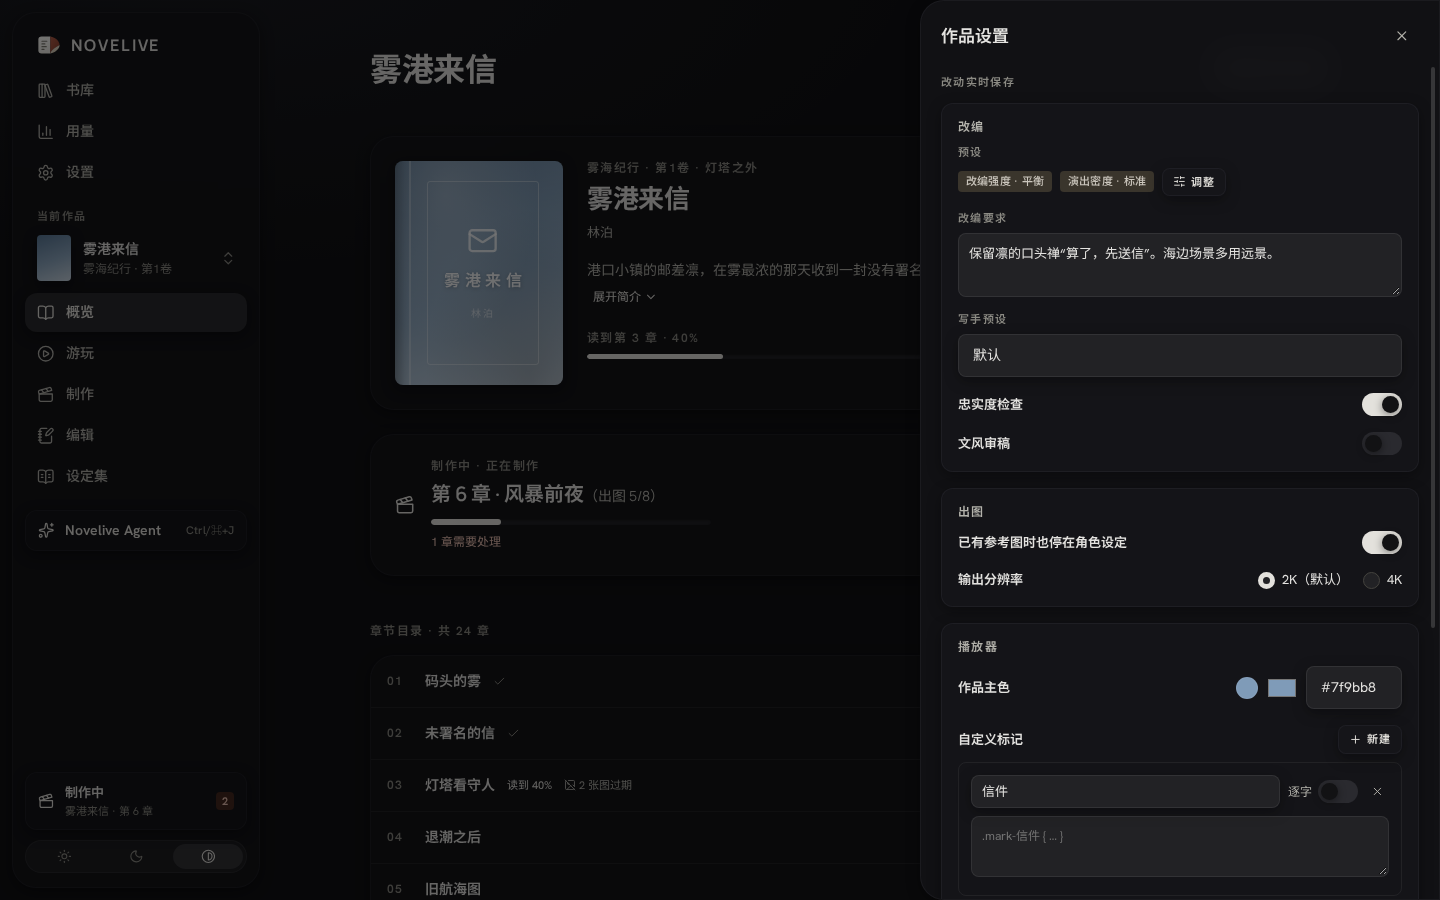 NOVELIVE
书库
用量
设置
当前作品
雾港来信
雾海纪行 · 第1卷
概览
游玩
制作
编辑
设定集
Novelive Agent Ctrl/⌘+J
制作中
雾港来信 · 第 6 章
2
雾港来信
雾港来信
林泊
雾海纪行 · 第1卷 · 灯塔之外
雾港来信
林泊
港口小镇的邮差凛，在雾最浓的那天收到一封没有署名
展开简介
读到第 3 章 · 40%
制作中 · 正在制作
第 6 章 · 风暴前夜（出图 5/8）
1 章需要处理
章节目录 · 共 24 章
01 码头的雾
02 未署名的信
03 灯塔看守人 读到 40% 2 张图过期
04 退潮之后
05 旧航海图
作品设置
改动实时保存
改编
预设
改编强度 · 平衡 演出密度 · 标准 调整
改编要求
保留凛的口头禅“算了，先送信”。海边场景多用远景。
写手预设
默认
忠实度检查
文风审稿
出图
已有参考图时也停在角色设定
输出分辨率 2K（默认） 4K
播放器
作品主色 #7f9bb8
自定义标记 新建
信件 逐字
.mark-信件 { ... }